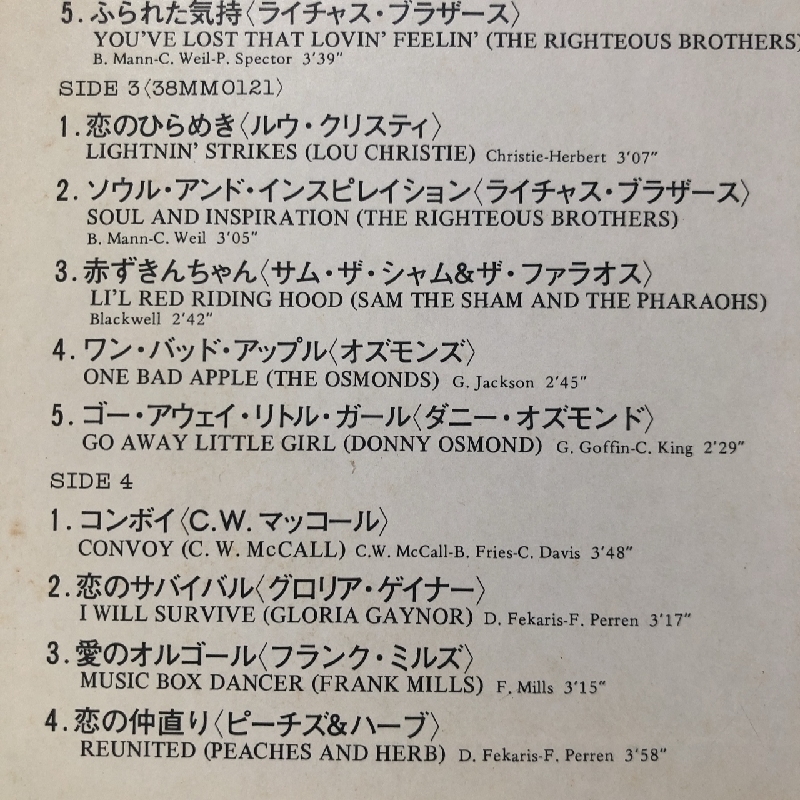 5. ふられた気持〈ライチャス・ブラザース〉
YOU'VE LOST THAT LOVIN' FEELIN' (THE RIGHTEOUS BROTHERS)
B. Mann-C. Weil-P. Spector 3'39"
SIDE 3〈38MM0121〉
1. 恋のひらめき〈ルウ・クリスティ〉
LIGHTNIN' STRIKES (LOU CHRISTIE) Christie-Herbert 3'07"
2. ソウル・アンド・インスピレイション〈ライチャス・ブラザース〉
SOUL AND INSPIRATION (THE RIGHTEOUS BROTHERS)
B. Mann-C. Weil 3'05"
3. 赤ずきんちゃん〈サム・ザ・シャム&ザ・ファラオス〉
LI'L RED RIDING HOOD (SAM THE SHAM AND THE PHARAOHS)
Blackwell 2'42"
4. ワン・バッド・アップル〈オズモンズ〉
ONE BAD APPLE (THE OSMONDS) G. Jackson 2'45"
5. ゴー・アウェイ・リトル・ガール〈ダニー・オズモンド〉
GO AWAY LITTLE GIRL (DONNY OSMOND) G. Goffin-C. King 2'29"
SIDE 4
1. コンボイ〈C.W. マッコール〉
CONVOY (C. W. McCALL) C.W. McCall-B. Fries-C. Davis 3'48"
2. 恋のサバイバル〈グロリア・ゲイナー〉
I WILL SURVIVE (GLORIA GAYNOR) D. Fekaris-F. Perren 3'17"
3. 愛のオルゴール〈フランク・ミルズ〉
MUSIC BOX DANCER (FRANK MILLS) F. Mills 3'15"
4. 恋の仲直り〈ピーチズ&ハーブ〉
REUNITED (PEACHES AND HERB) D. Fekaris-F. Perren 3'58"